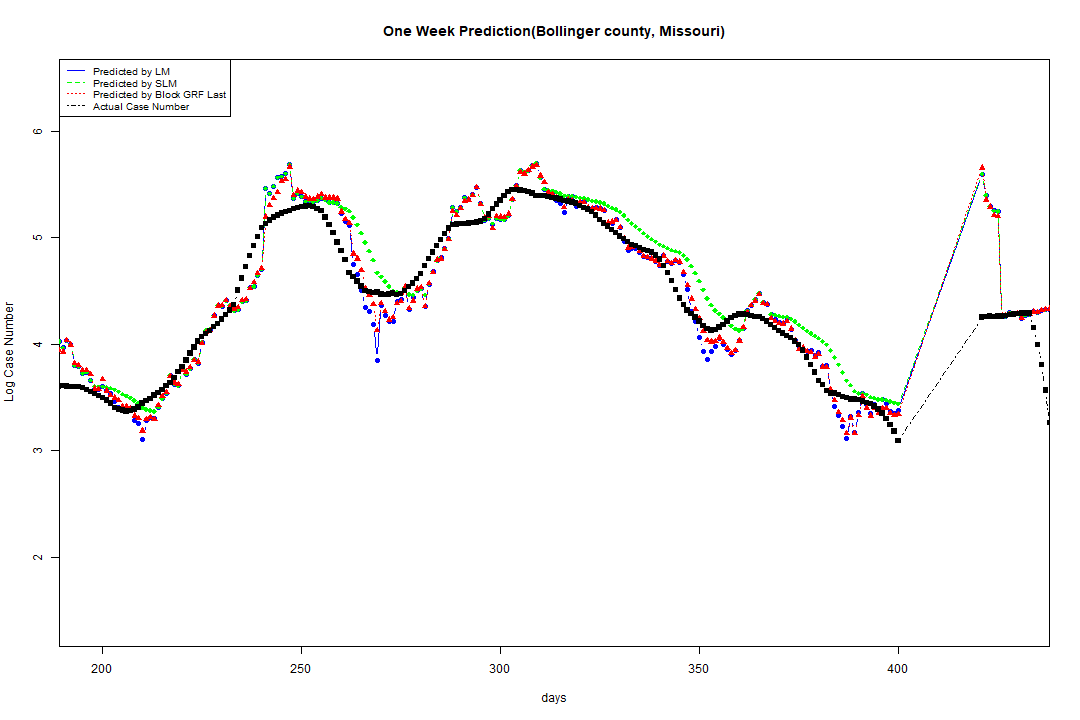 One Week Prediction(Bollinger county, Missouri)
Predicted by LM
Predicted by SLM
Predicted by Block GRF Last
Actual Case Number
6
5
4
3
2
Log Case Number
200 250 300 350 400
days